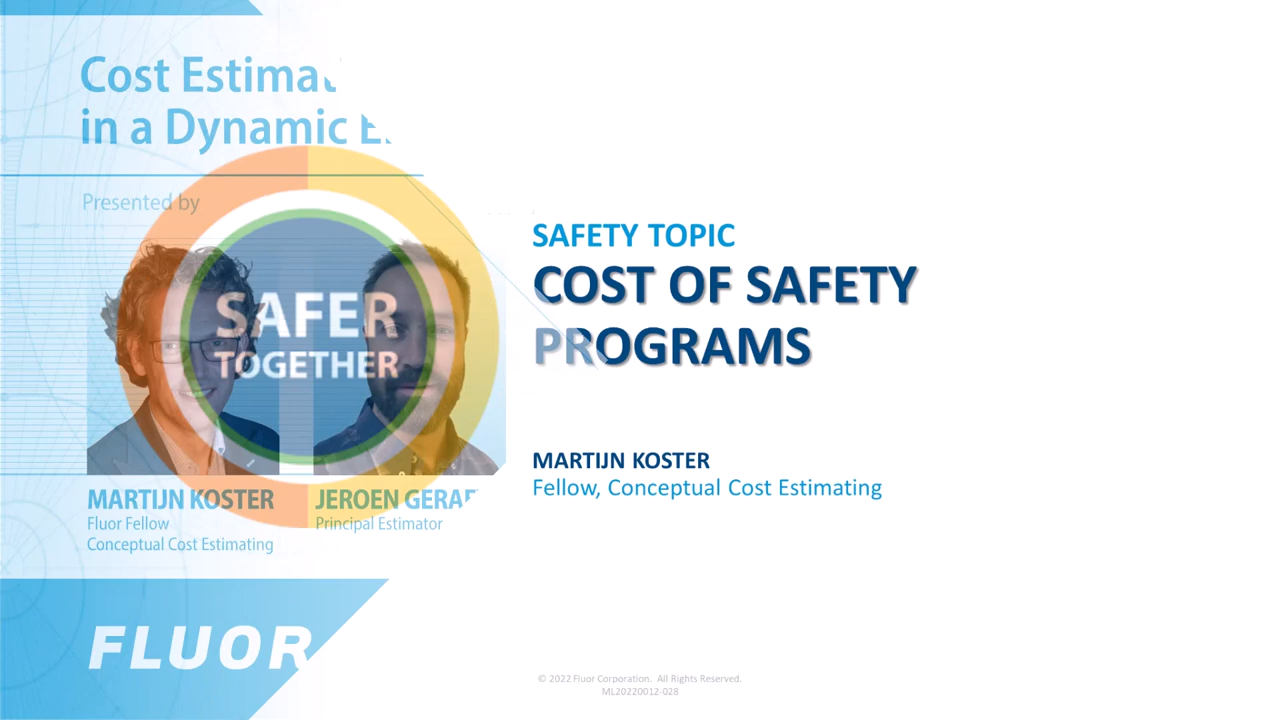 Cost Estimat
in a Dynamic E
Presented by
SAFER
TOGETHER
MARTIJN KOSTER
Fluor Fellow
Conceptual Cost Estimating
JEROEN GERA
Principal Estimator
FLUOR
SAFETY TOPIC
COST OF SAFETY
PROGRAMS
MARTIJN KOSTER
Fellow, Conceptual Cost Estimating
© 2022 Fluor Corporation. All Rights Reserved.
ML20220012-028